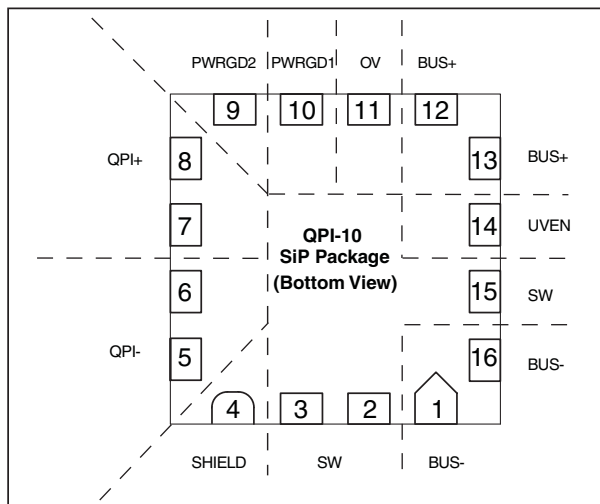 PWRGD2 PWRGD1 OV BUS+
9 10 11 12
QPI+ 8 13 BUS+
7 14 UVEN
QPI-10
SiP Package
(Bottom View)
6 15 SW
QPI- 5 16 BUS-
4 3 2 1
SHIELD SW BUS-